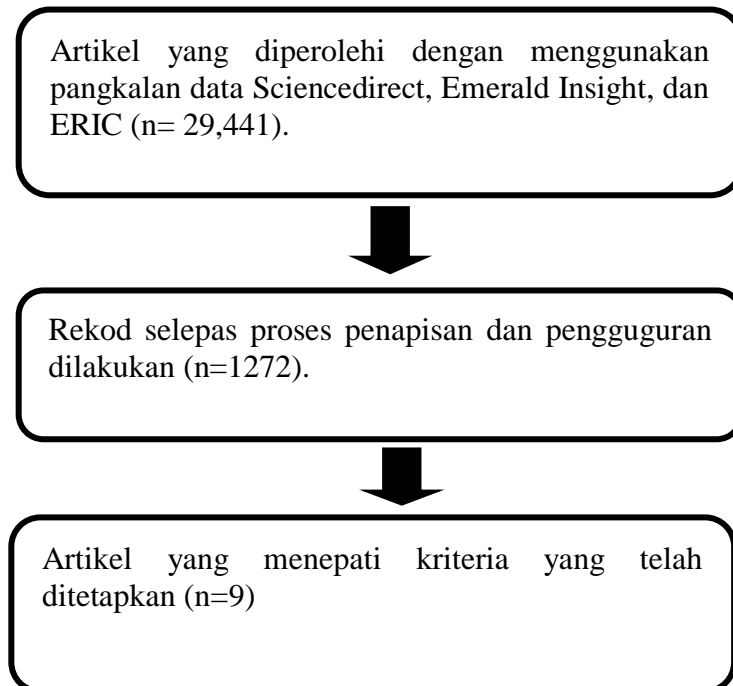 Artikel yang diperolehi dengan menggunakan
pangkalan data Sciencedirect, Emerald Insight, dan
ERIC (n= 29,441).
Rekod selepas proses penapisan dan pengguguran
dilakukan (n=1272).
Artikel yang menepati kriteria yang telah
ditetapkan (n=9)